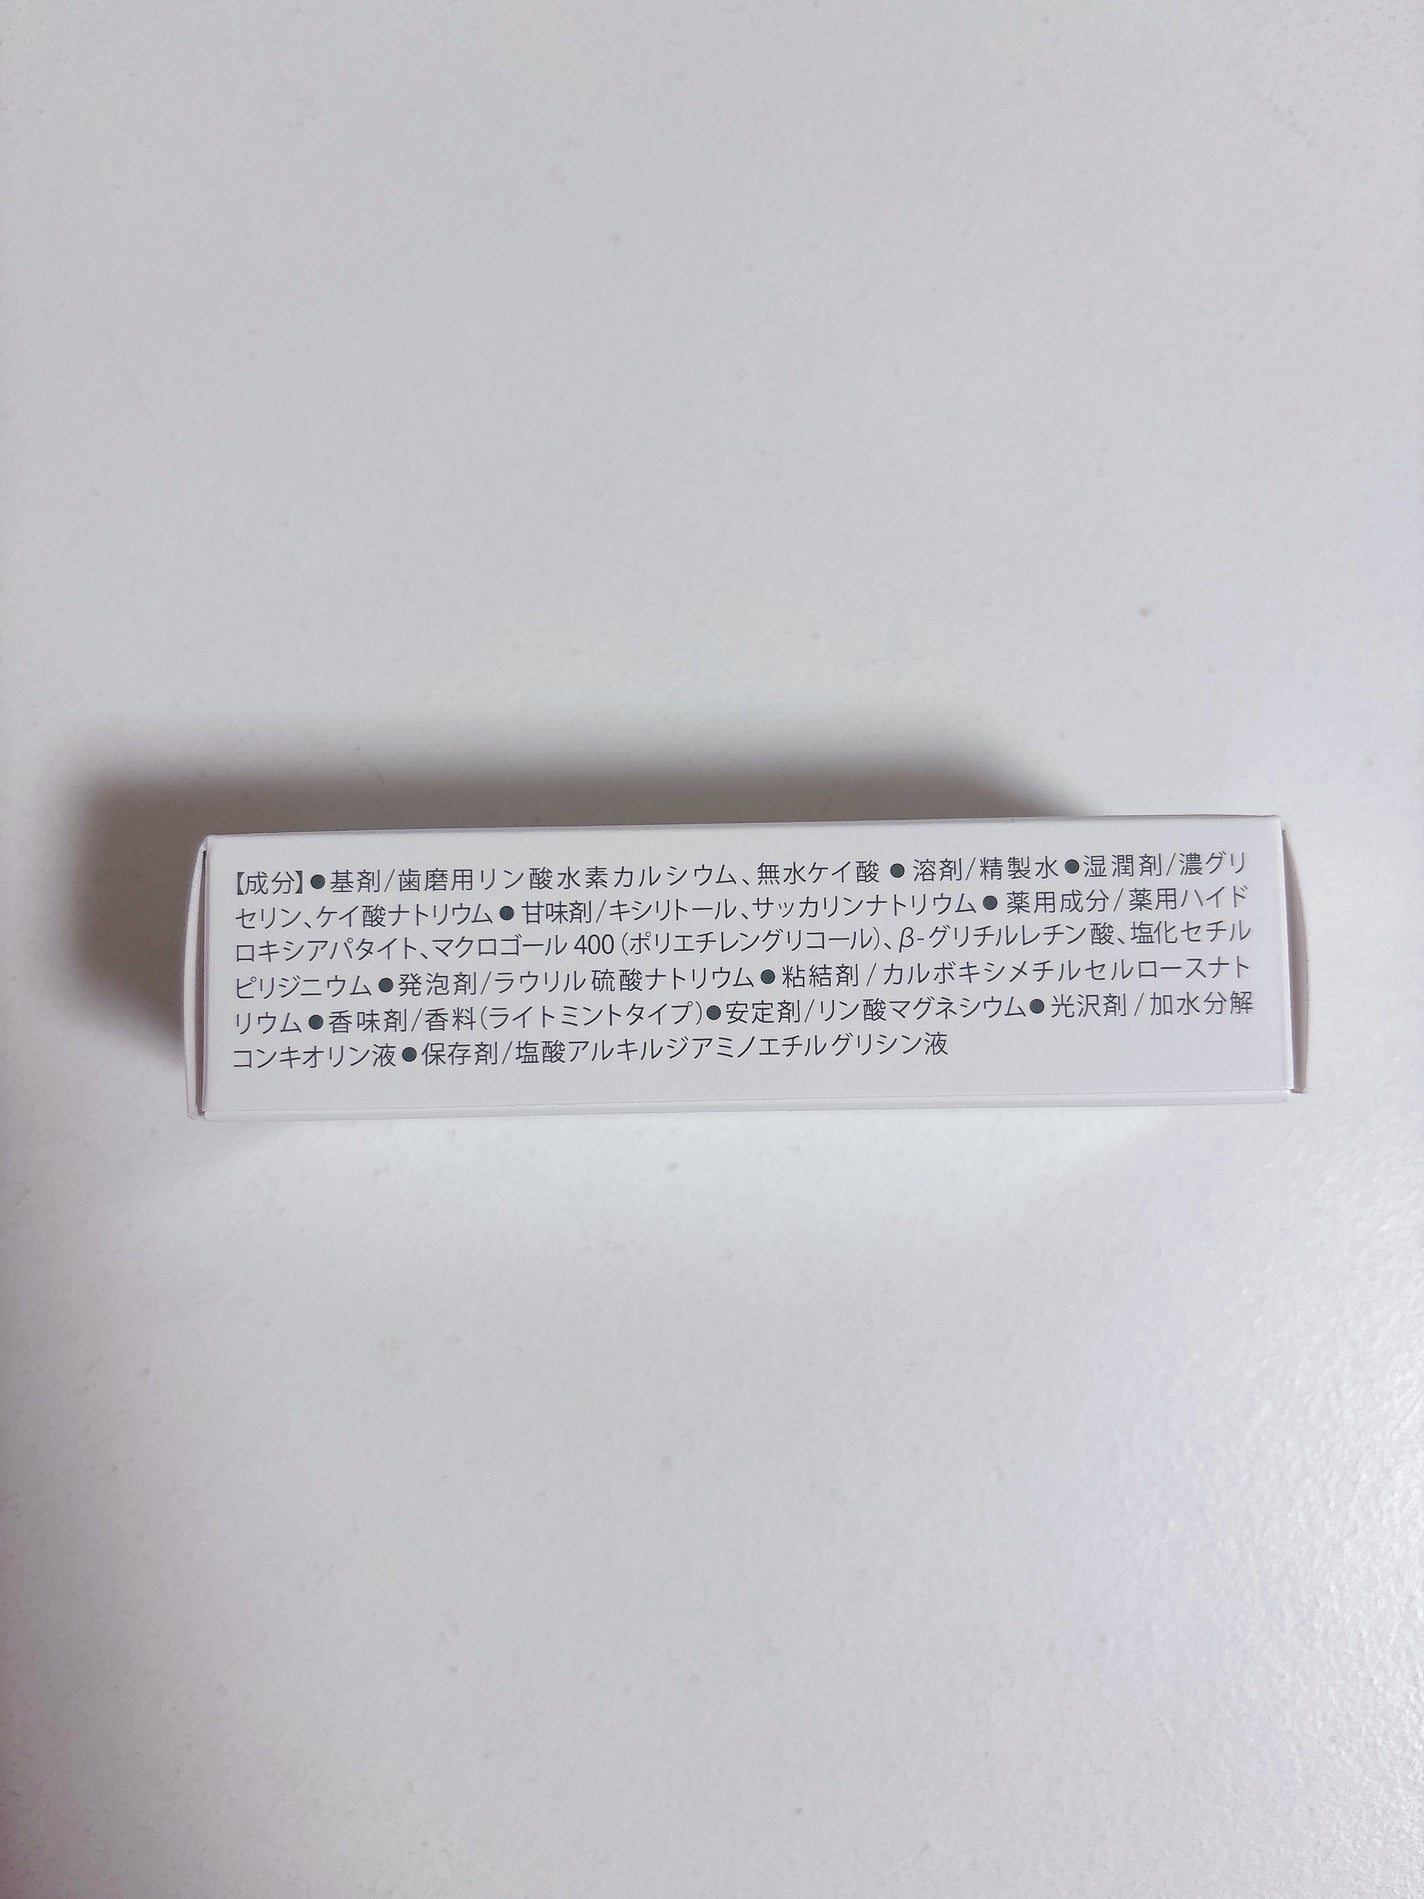 【成分】●基剤/歯磨用リン酸水素カルシウム、無水ケイ酸 ●溶剤/精製水●湿潤剤/濃グリ
セリン、ケイ酸ナトリウム●甘味剤/キシリトール、サッカリンナトリウム●薬用成分/薬用ハイド
ロキシアパタイト、マクロゴール400(ポリエチレングリコール)、β-グリチルレチン酸、塩化セチル
ピリジニウム●発泡剤/ラウリル硫酸ナトリウム●粘結剤/カルボキシメチルセルロースナト
リウム●香味剤/香料(ライトミントタイプ)●安定剤/リン酸マグネシウム●光沢剤/加水分解
コンキオリン液●保存剤/塩酸アルキルジアミノエチルグリシン液